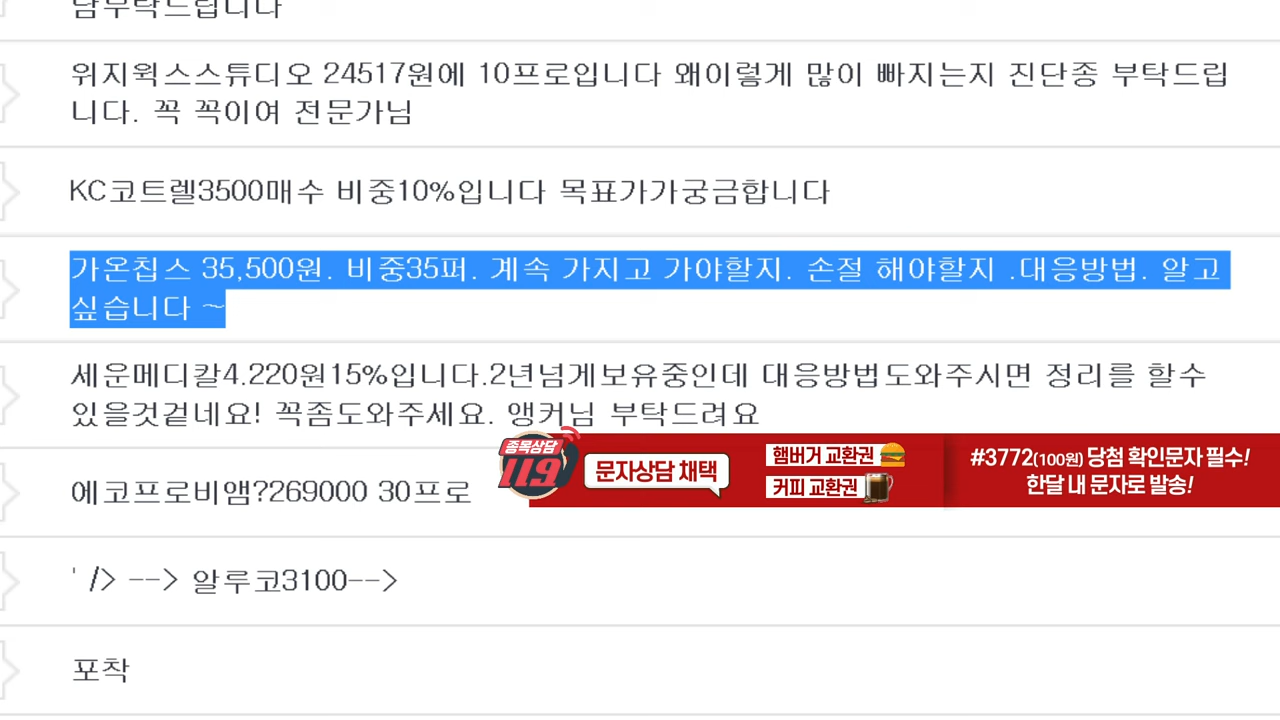 남부탁드립니다
위지윅스스튜디오 24517원에 10프로입니다 왜이렇게 많이 빠지는지 진단종 부탁드립
니다. 꼭 꼭이여 전문가님
KC코트렐3500매수 비중10%입니다 목표가가궁금합니다
가온칩스 35,500원. 비중35퍼. 계속 가지고 가야할지. 손절 해야할지 .대응방법. 알고
싶습니다 ~
세운메디칼4.220원15%입니다.2년넘게보유중인데 대응방법도와주시면 정리를 할수
있을것겉네요! 꼭좀도와주세요. 앵커님 부탁드려요
종목상담
119
문자상담 채택
햄버거 교환권
커피 교환권
#3772(100원) 당첨 확인문자 필수!
한달 내 문자로 발송!
에코프로비앰?269000 30프로
' /> --> 알루코3100-->
포착